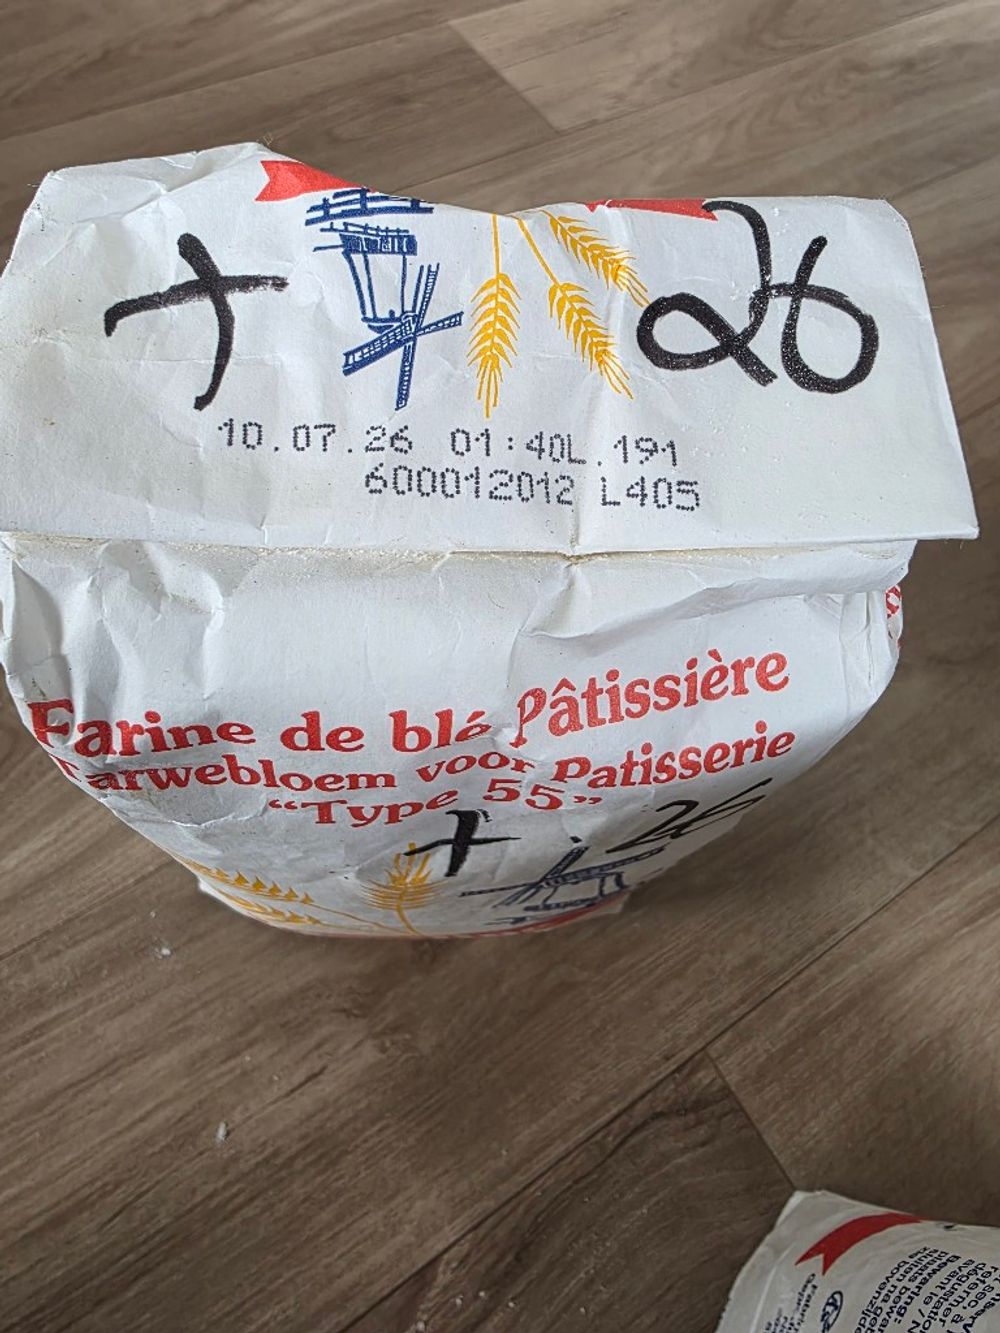 7 26
10.07.26 01:40L.191
600012012 L405
Farine de blé Pâtissière
Tarwebloem voor Patisserie
“Type 55”
7 26